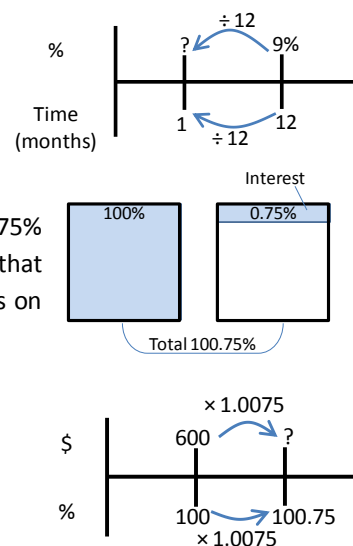 ÷ 12
% ? 9%
Time
(months)
1 12
÷ 12
Interest
75%
that
s on
100% 0.75%
Total 100.75%
× 1.0075
$ 600 ?
% 100 100.75
× 1.0075